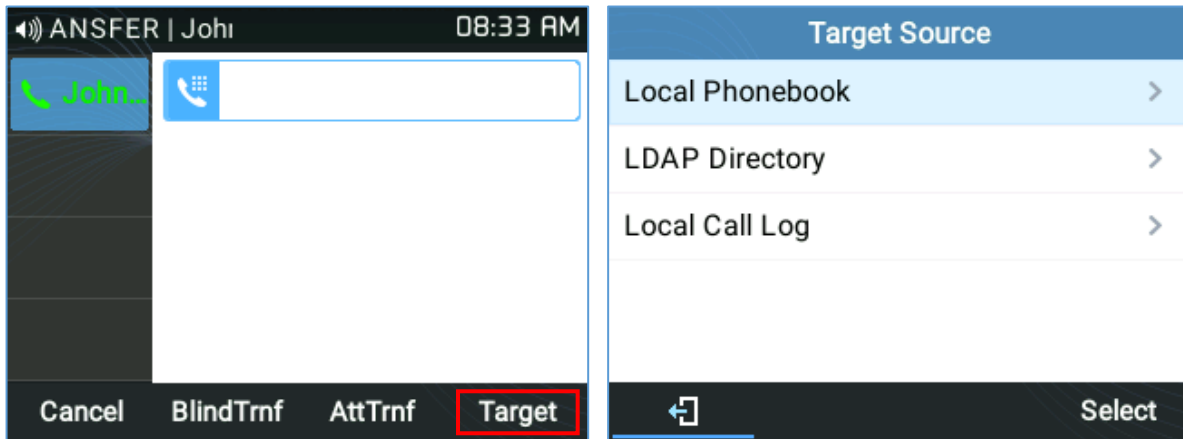 ANSFER | Johı
08:33 AM
John...
Cancel BlindTrnf AttTrnf Target
Target Source
Local Phonebook
LDAP Directory
Local Call Log
Select